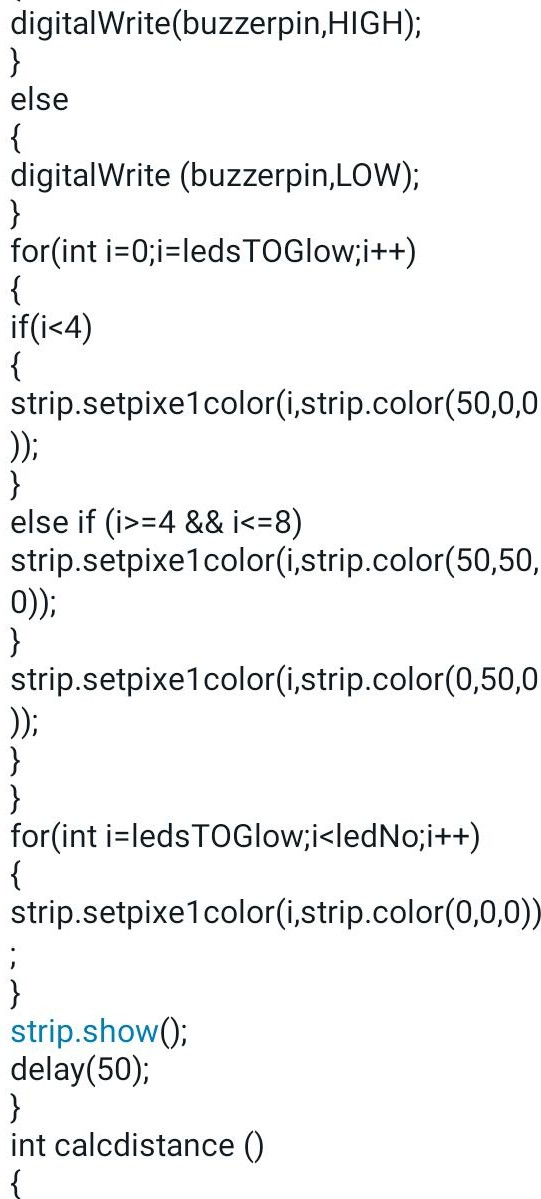 digitalWrite(buzzerpin,HIGH);
}
else
{
digitalWrite (buzzerpin,LOW);
}
for(int i=0;i=ledsTOGlow;i++)
{
if(i<4)
{
strip.setpixe1color(i,strip.color(50,0,0
));
}
else if (i>=4 && i<=8)
strip.setpixe1color(i,strip.color(50,50,
0));
}
strip.setpixe1color(i,strip.color(0,50,0
));
}
}
for(int i=ledsTOGlow;i<ledNo;i++)
{
strip.setpixe1color(i,strip.color(0,0,0))
;
}
strip.show();
delay(50);
}
int calcdistance ()
{